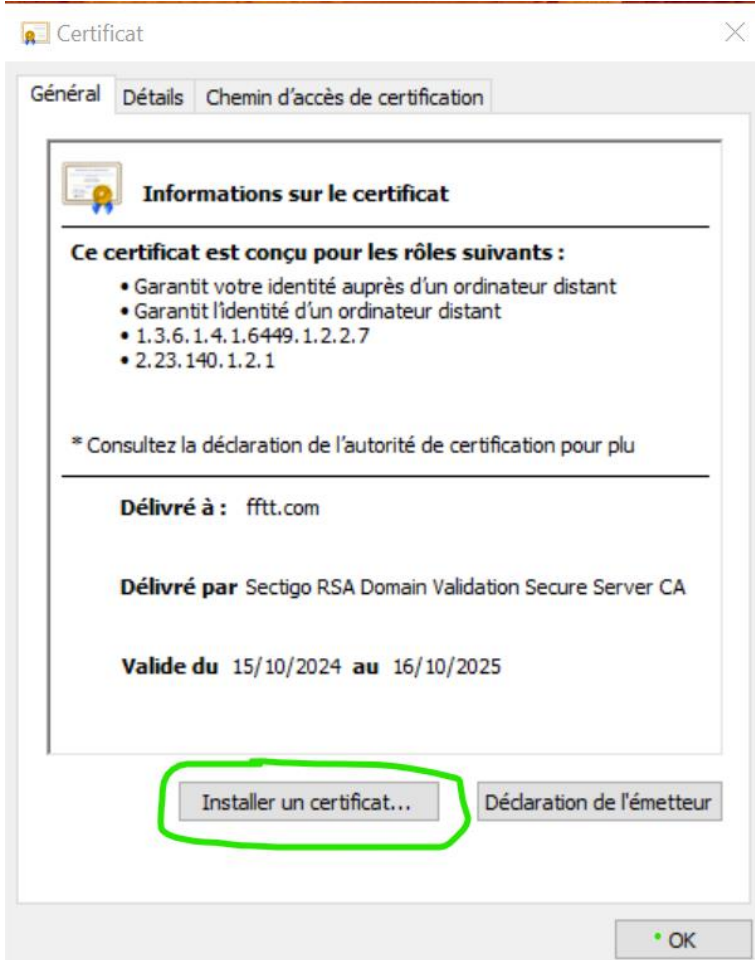 Certificat
Général Détails Chemin d'accès de certification
Informations sur le certificat
Ce certificat est conçu pour les rôles suivants :
• Garantit votre identité auprès d'un ordinateur distant
• Garantit l'identité d'un ordinateur distant
• 1.3.6.1.4.1.6449.1.2.2.7
• 2.23.140.1.2.1
* Consultez la déclaration de l'autorité de certification pour plu
Délivré à : fftt.com
Délivré par Sectigo RSA Domain Validation Secure Server CA
Valide du 15/10/2024 au 16/10/2025
Installer un certificat... Déclaration de l'émetteur
OK